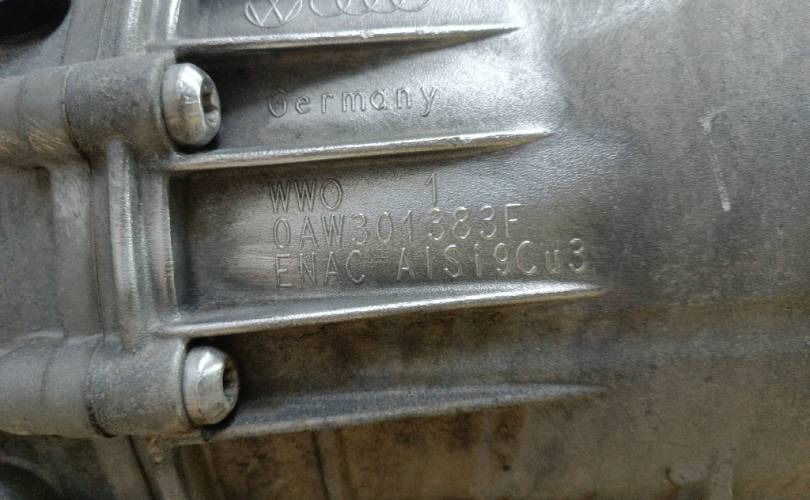 Germany
WWO 1
0AW301383F
ENAC-AlSi9Cu3